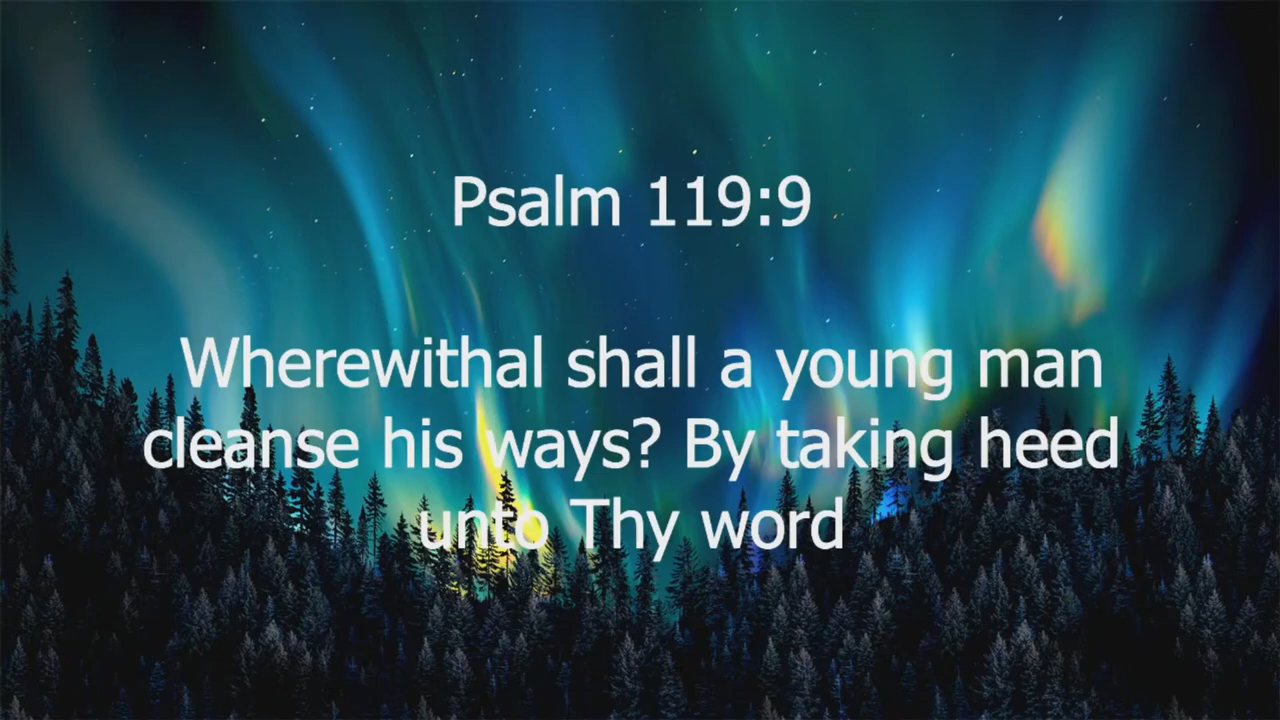 Psalm 119:9
Wherewithal shall a young man
cleanse his ways? By taking heed
unto Thy word